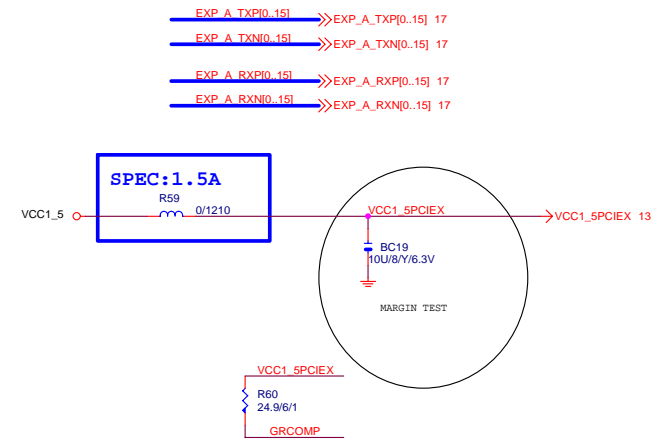 EXP_A_TXP[0..15] EXP_A_TXP[0..15] 17
EXP_A_TXN[0..15] EXP_A_TXN[0..15] 17
EXP_A_RXP[0..15] EXP_A_RXP[0..15] 17
EXP_A_RXN[0..15] EXP_A_RXN[0..15] 17
SPEC:1.5A
R59
VCC1_5 0/1210 VCC1_5PCIEX VCC1_5PCIEX 13
BC19
10U/8/Y/6.3V
MARGIN TEST
VCC1_5PCIEX
R60
24.9/6/1
GRCOMP